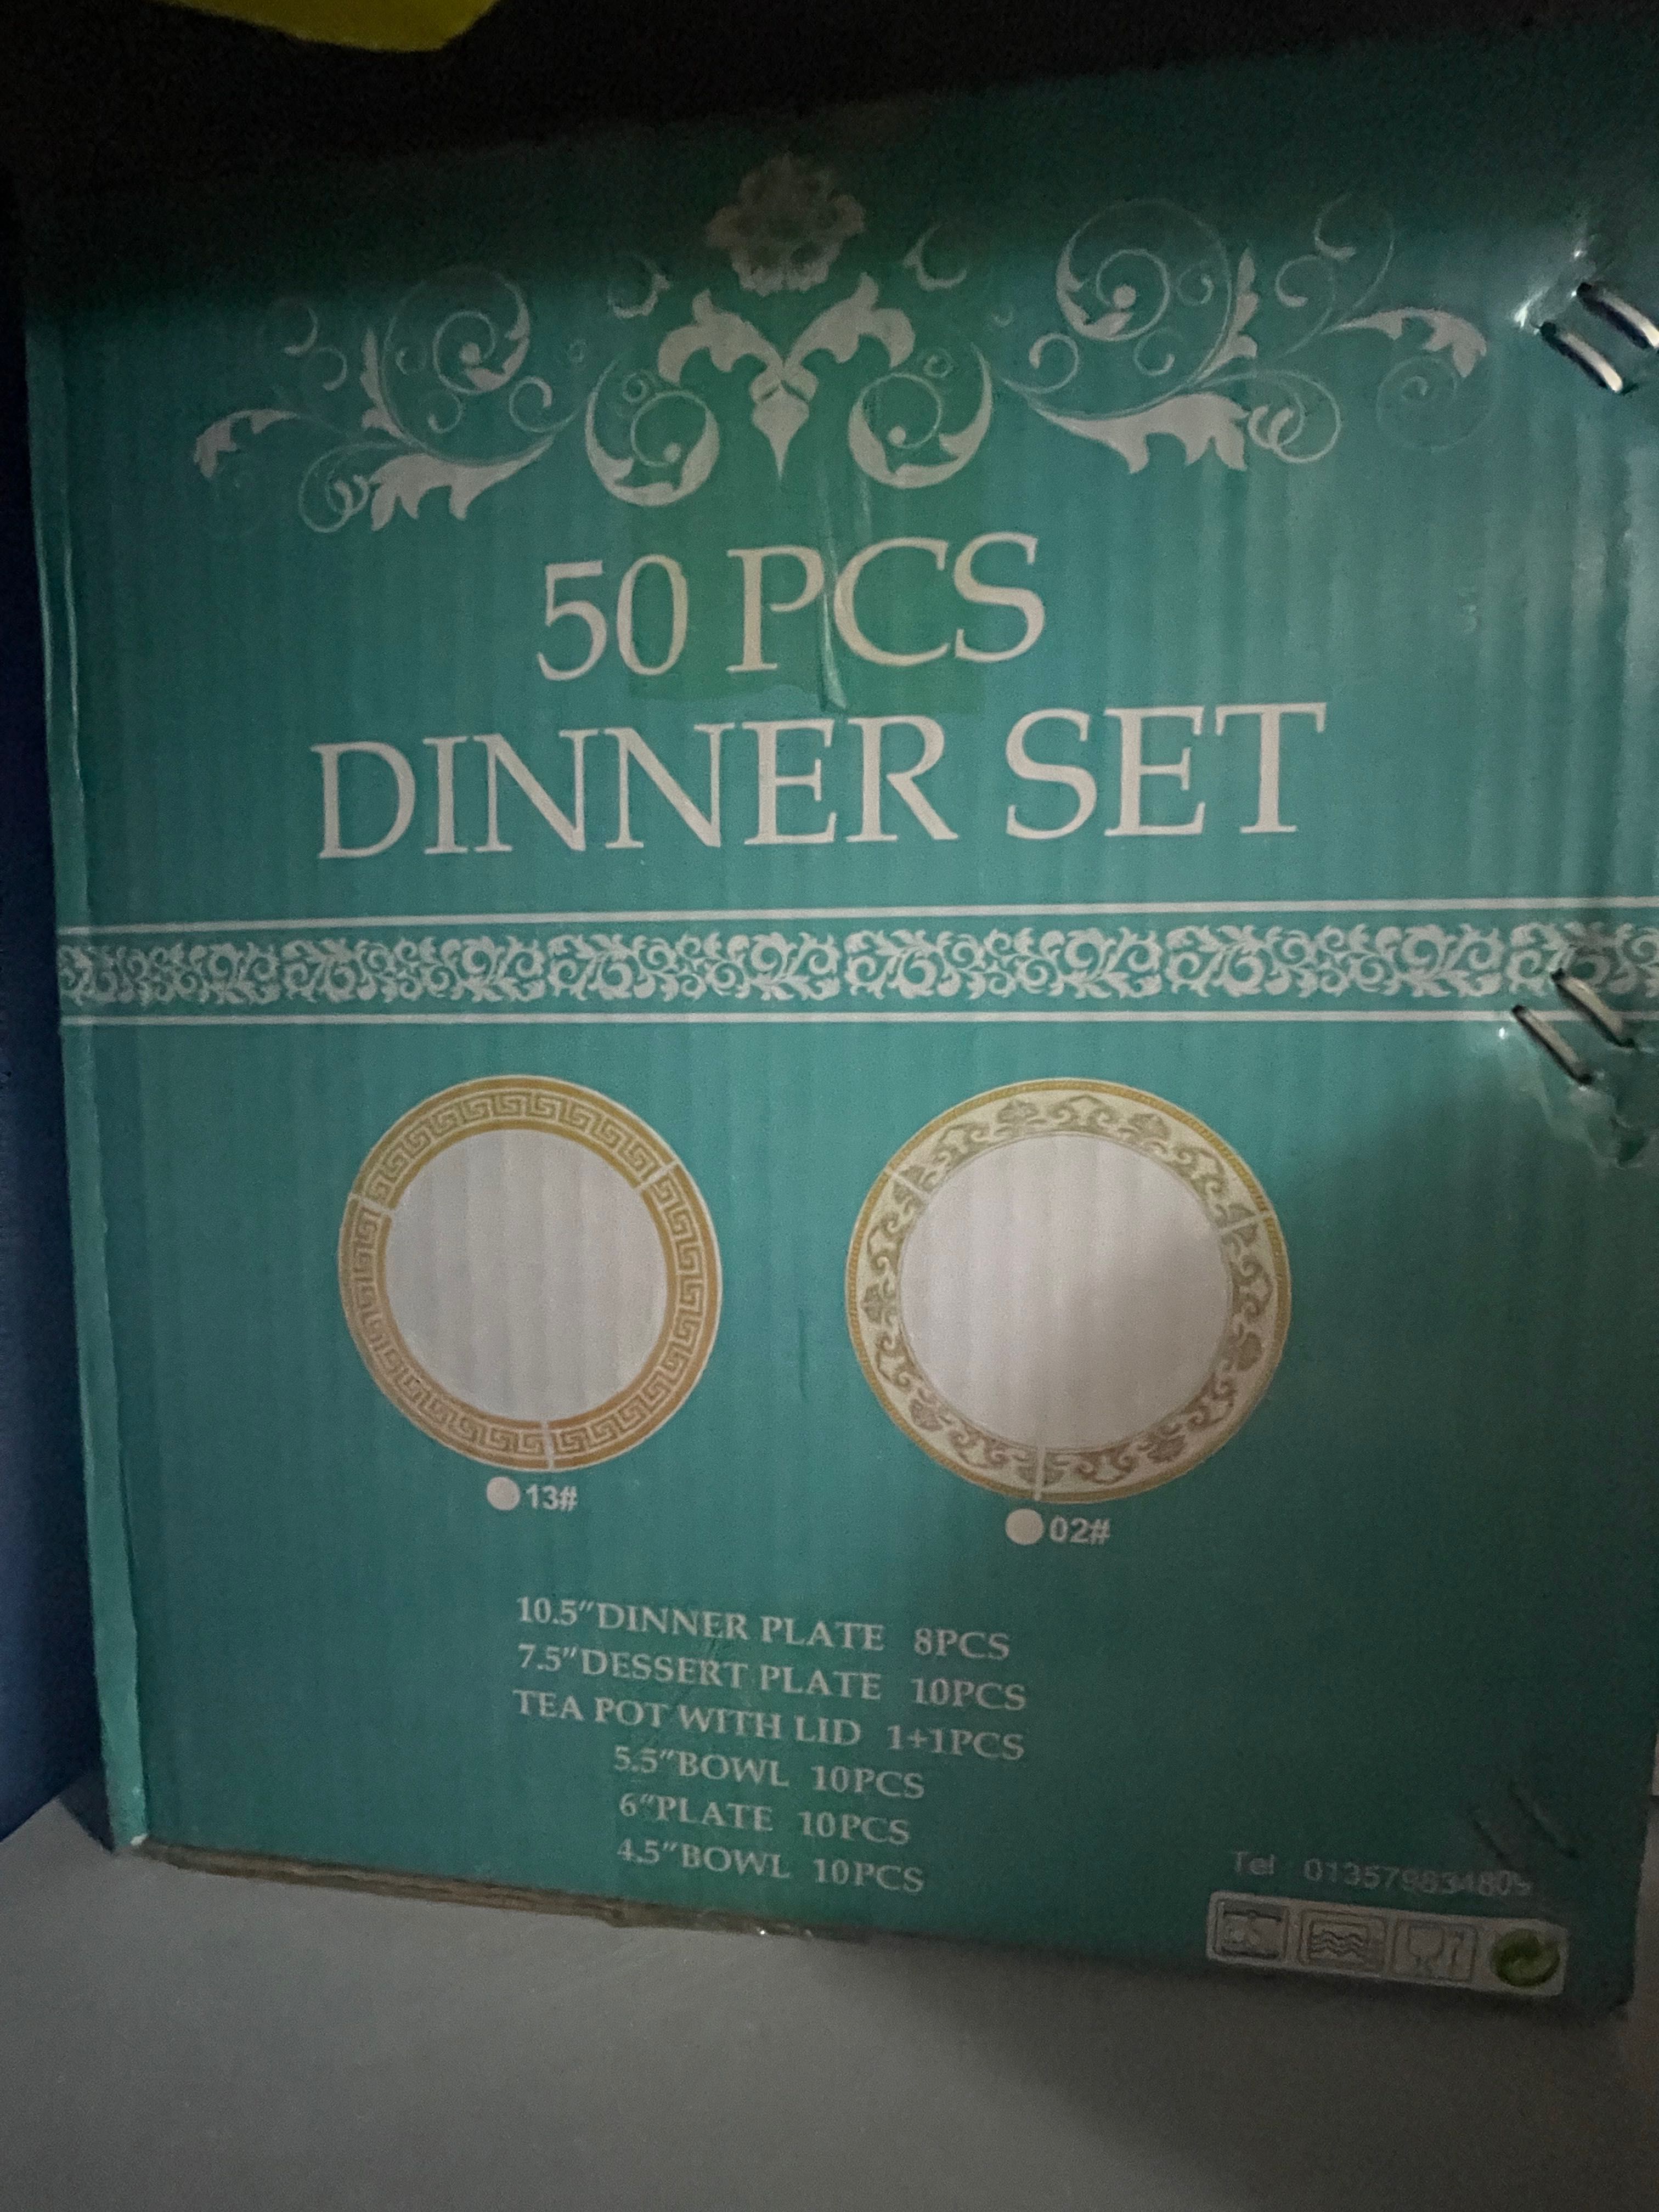 50 PCS
DINNER SET
13#
02#
10.5"DINNER PLATE 8PCS
7.5"DESSERT PLATE 10PCS
TEA POT WITH LID 1+1PCS
5.5"BOWL 10PCS
6"PLATE 10PCS
4.5"BOWL 10PCS
Tel